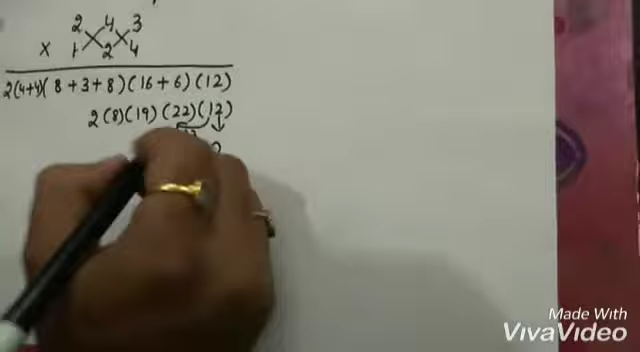 2 4 3
x 1 2 4
2 (4+4) ( 8 + 3 + 8 ) ( 16 + 6 ) (12)
2 (8) (19) (22) (12)
2
Made With
VivaVideo